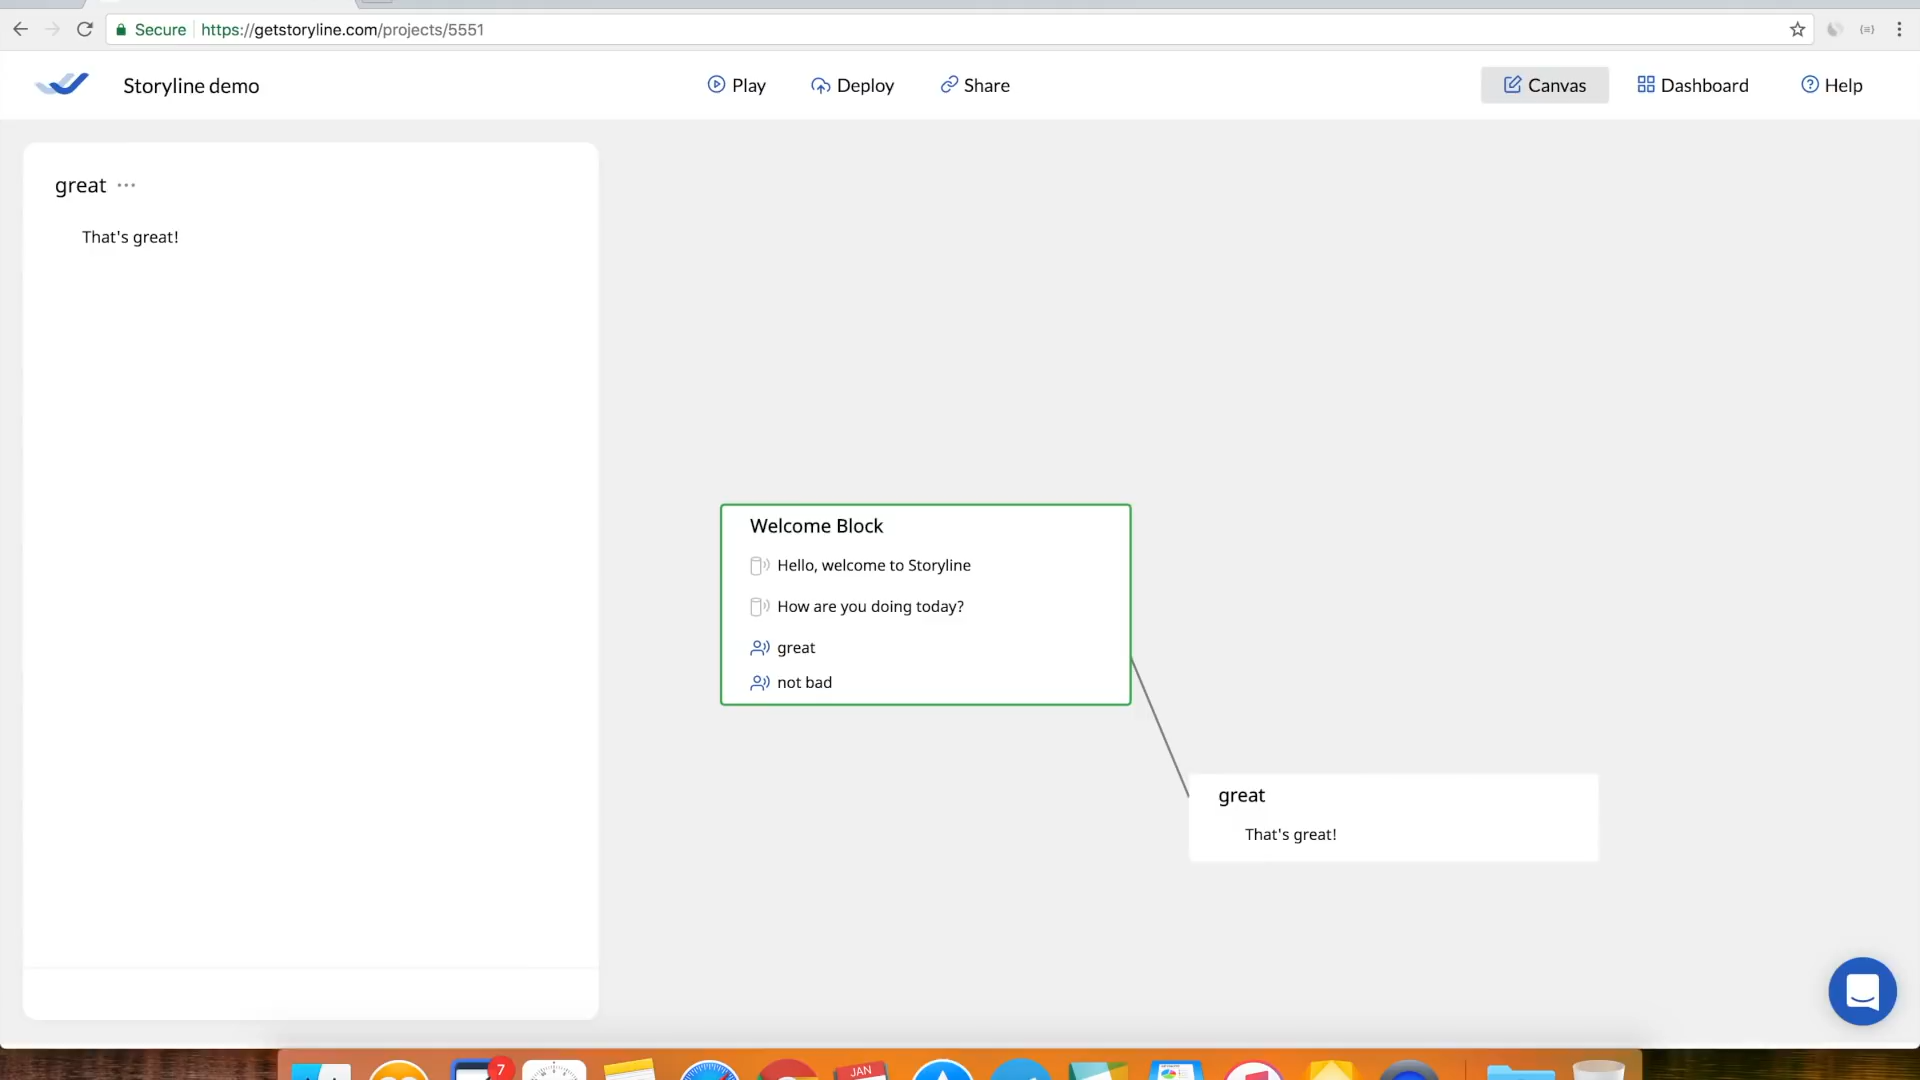 Secure https://getstoryline.com/projects/5551
Storyline demo
Play
Deploy
Share
Canvas
Dashboard
Help
great ···
That's great!
Welcome Block
Hello, welcome to Storyline
How are you doing today?
great
not bad
great
That's great!
7
JAN